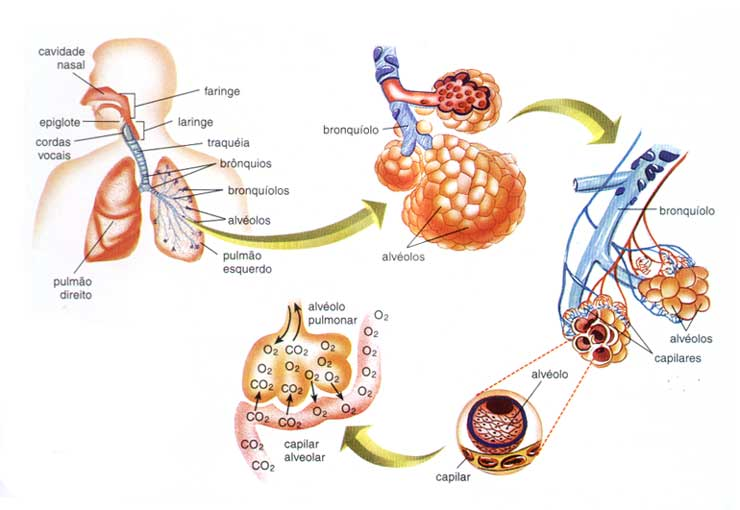 cavidade
nasal
faringe
epiglote
laringe
cordas
vocais
traquéia
brônquios
bronquíolos
alvéolos
pulmão
esquerdo
pulmão
direito
bronquíolo
alvéolos
bronquíolo
alvéolos
capilares
alvéolo
capilar
alvéolo
pulmonar
O2
O2
O2 CO2 O2
O2
O2 O2
O2 O2
O2
CO2 CO2
O2
O2 O2
CO2 CO2
CO2
CO2
capilar
alveolar